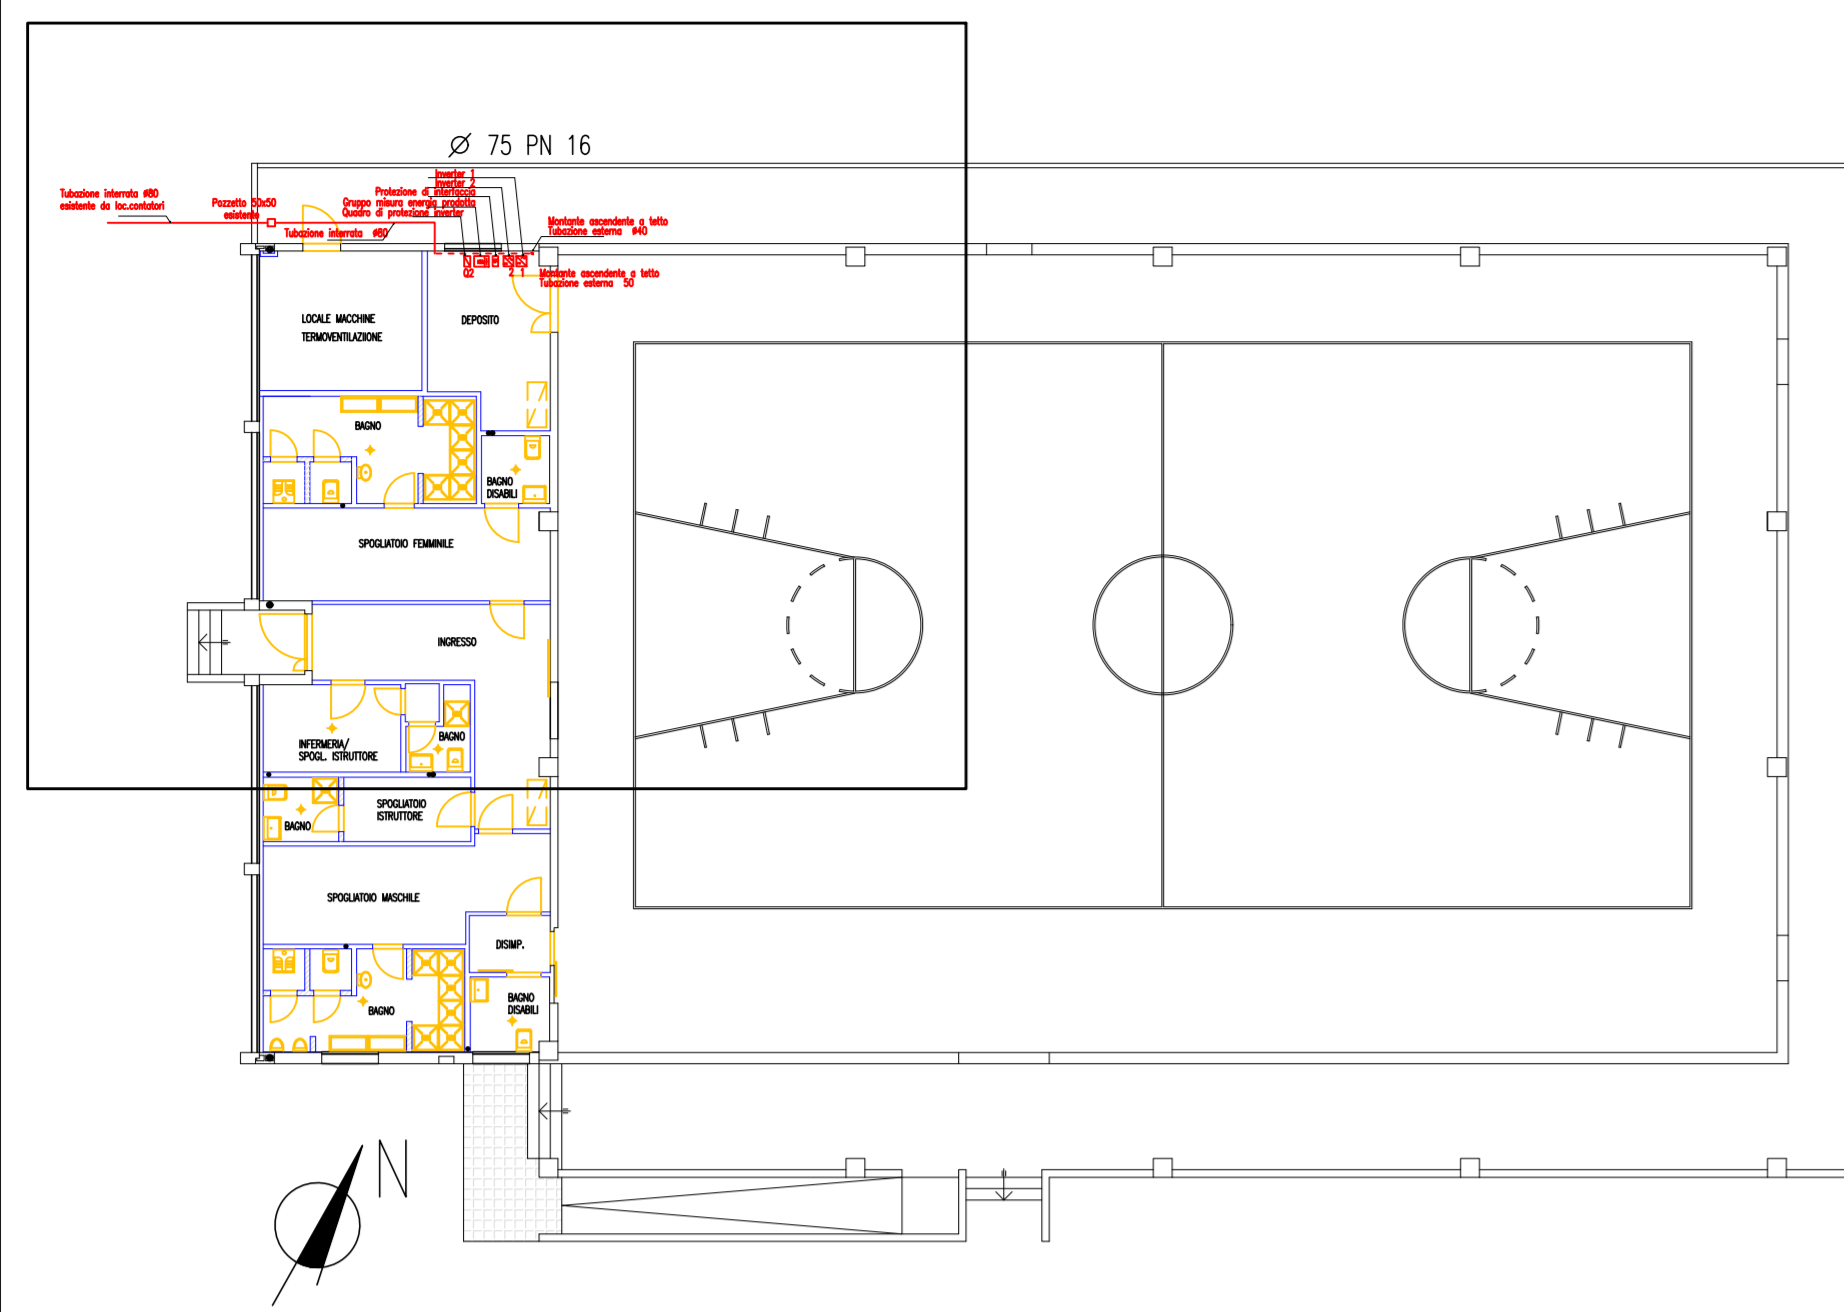 Ø 75 PN 16
Inverter 1
Inverter 2
Protezione di interfaccia
Gruppo misura energia prodotta
Quadro di protezione inverter
Tubazione interrata ø80
esistente da loc.contatori
Pozzetto 50x50
esistente
Tubazione interrata ø80
Montante ascendente a tetto
Tubazione esterna ø40
Q2
2 1
Montante ascendente a tetto
Tubazione esterna 50
LOCALE MACCHINE
TERMOVENTILAZIIONE
DEPOSITO
BAGNO
BAGNO
DISABILI
SPOGLIATOIO FEMMINILE
INGRESSO
INFERMERIA/
SPOGL. ISTRUTTORE
BAGNO
SPOGLIATOIO
ISTRUTTORE
BAGNO
SPOGLIATOIO MASCHILE
DISIMP.
BAGNO
DISABILI
BAGNO
N